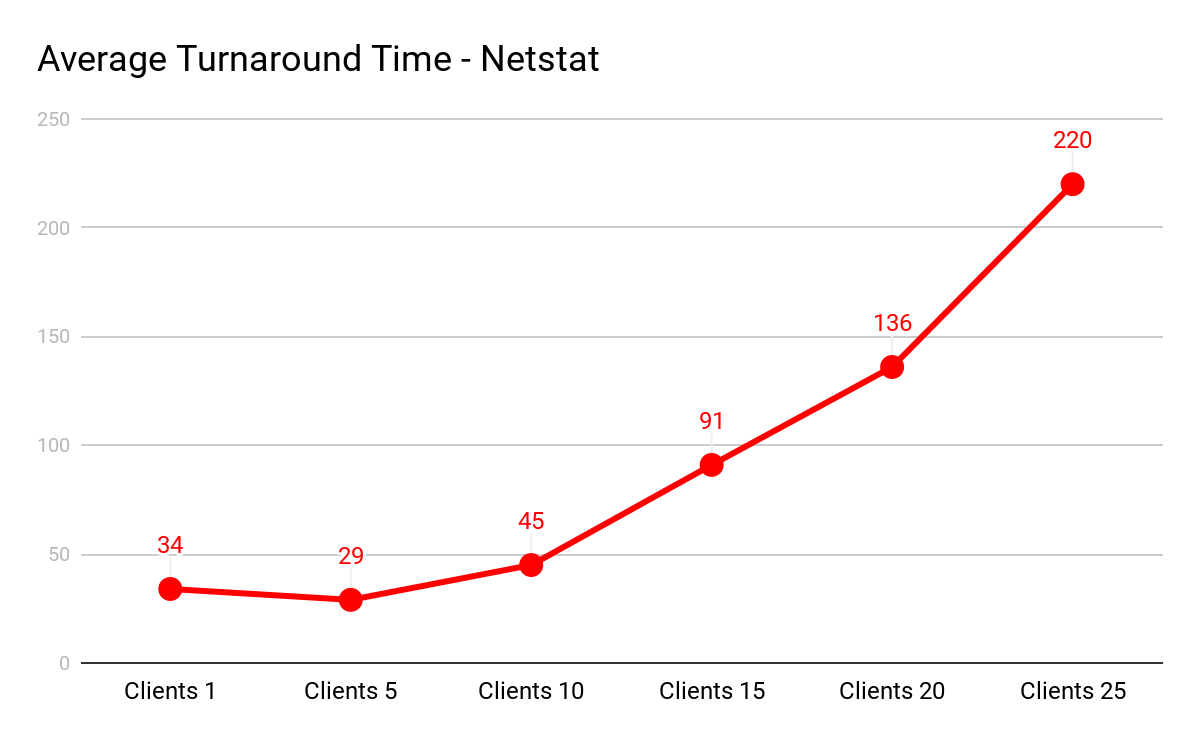 Average Turnaround Time - Netstat
250
220
200
150
136
100
91
50
45
34
29
0
Clients 1
Clients 5
Clients 10
Clients 15
Clients 20
Clients 25